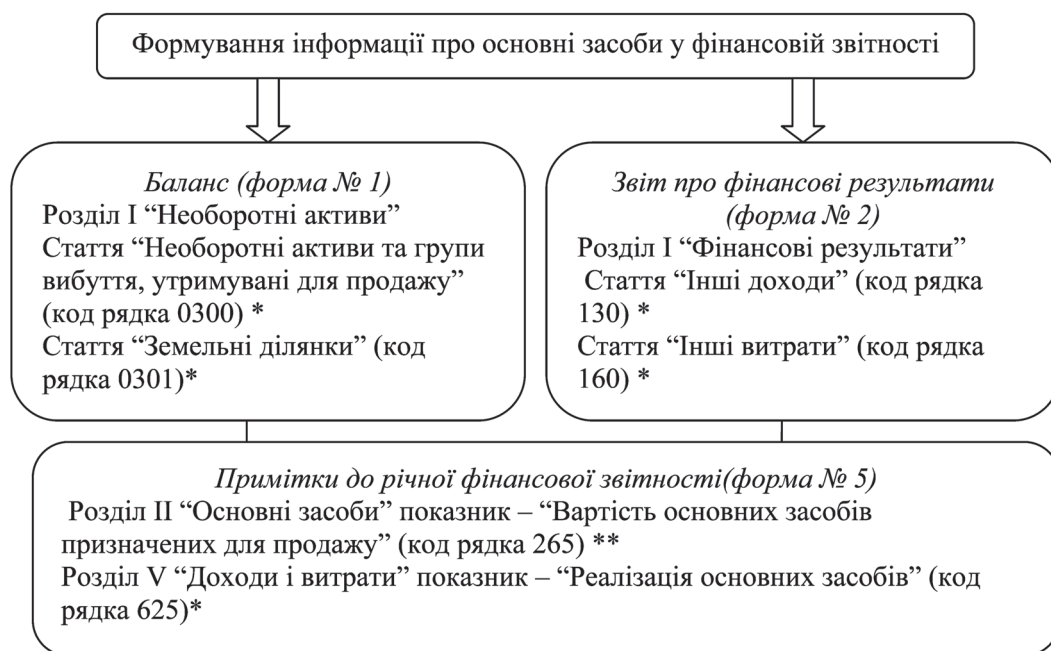 Формування інформації про основні засоби у фінансовій звітності
Баланс (форма № 1)
Розділ I “Необоротні активи”
Стаття “Необоротні активи та групи
вибуття, утримувані для продажу”
(код рядка 0300) *
Стаття “Земельні ділянки” (код
рядка 0301)*
Звіт про фінансові результати
(форма № 2)
Розділ I “Фінансові результати”
Стаття “Інші доходи” (код рядка
130) *
Стаття “Інші витрати” (код рядка
160) *
Примітки до річної фінансової звітності(форма № 5)
Розділ II “Основні засоби” показник – “Вартість основних засобів
призначених для продажу” (код рядка 265) **
Розділ V “Доходи і витрати” показник – “Реалізація основних засобів” (код
рядка 625)*